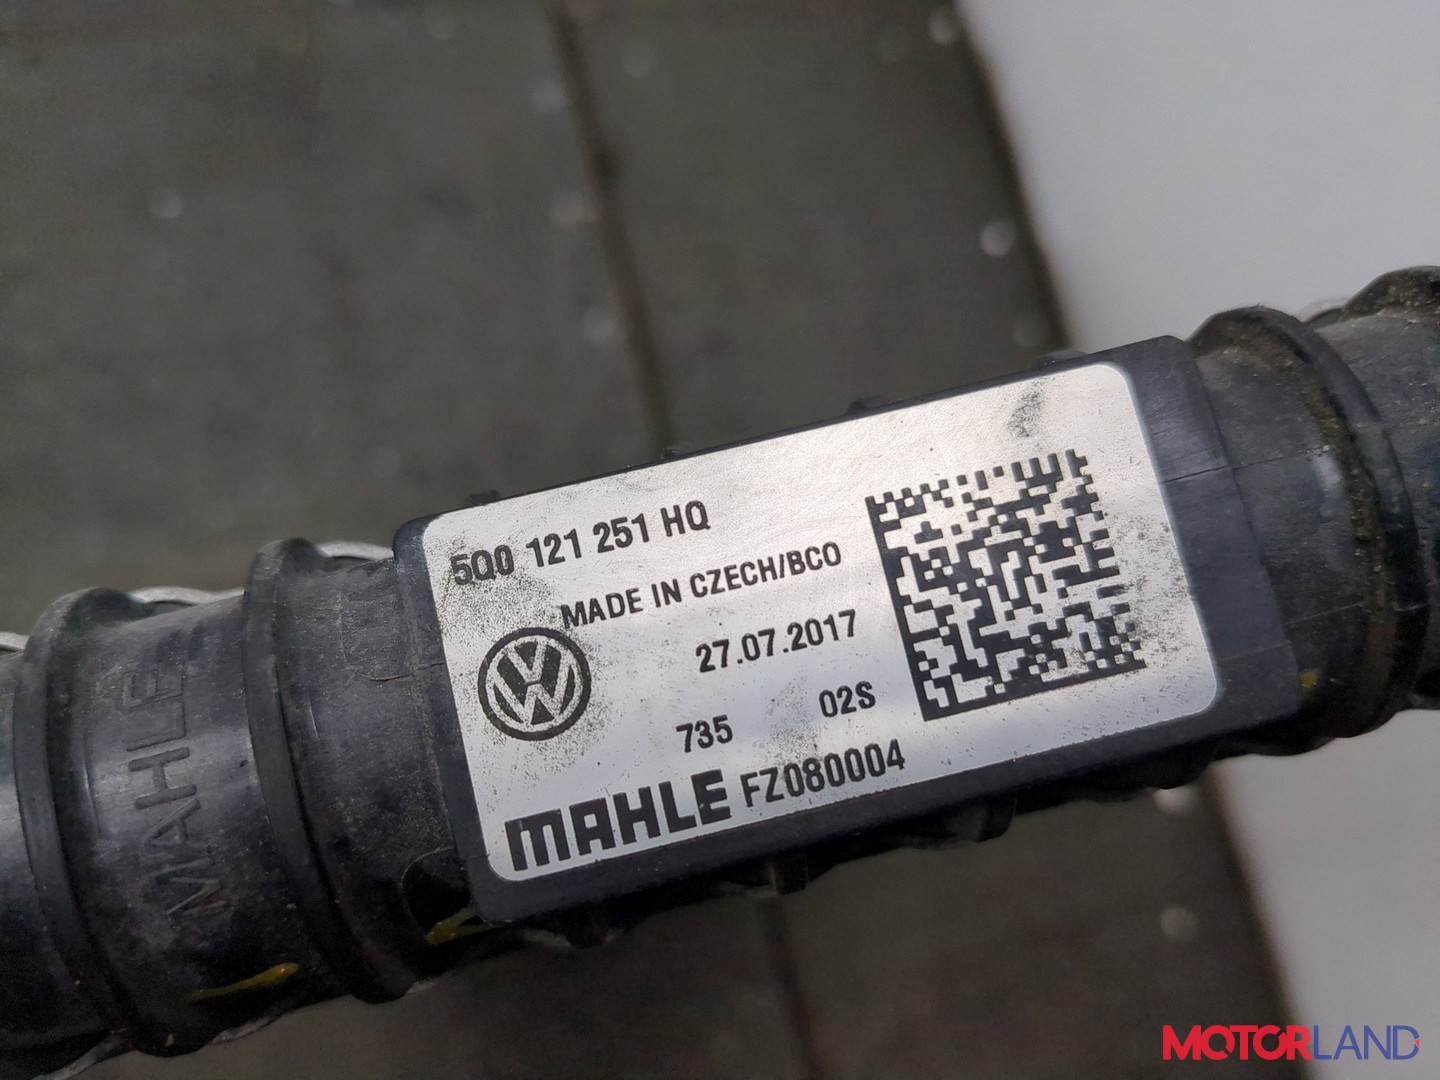 5Q0 121 251 HQ
MADE IN CZECH/BCO
27.07.2017
735 02S
MAHLE FZ080004
MAHLE
MOTORLAND